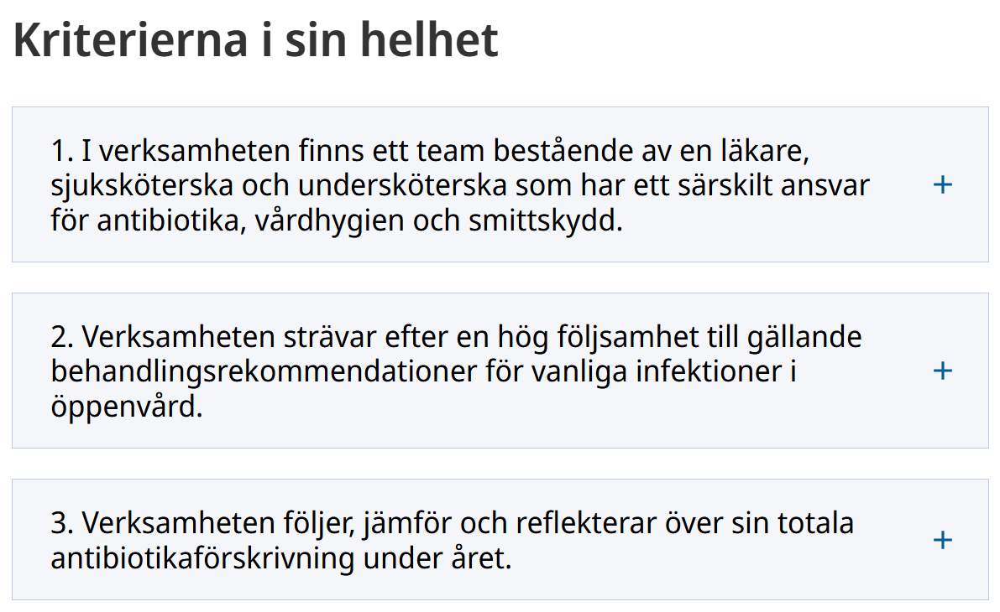 Kriterierna i sin helhet
1. I verksamheten finns ett team bestående av en läkare,
sjuksköterska och undersköterska som har ett särskilt ansvar
för antibiotika, vårdhygien och smittskydd.
+
2. Verksamheten strävar efter en hög följsamhet till gällande
behandlingsrekommendationer för vanliga infektioner i
öppenvård.
+
3. Verksamheten följer, jämför och reflekterar över sin totala
antibiotikaförskrivning under året.
+